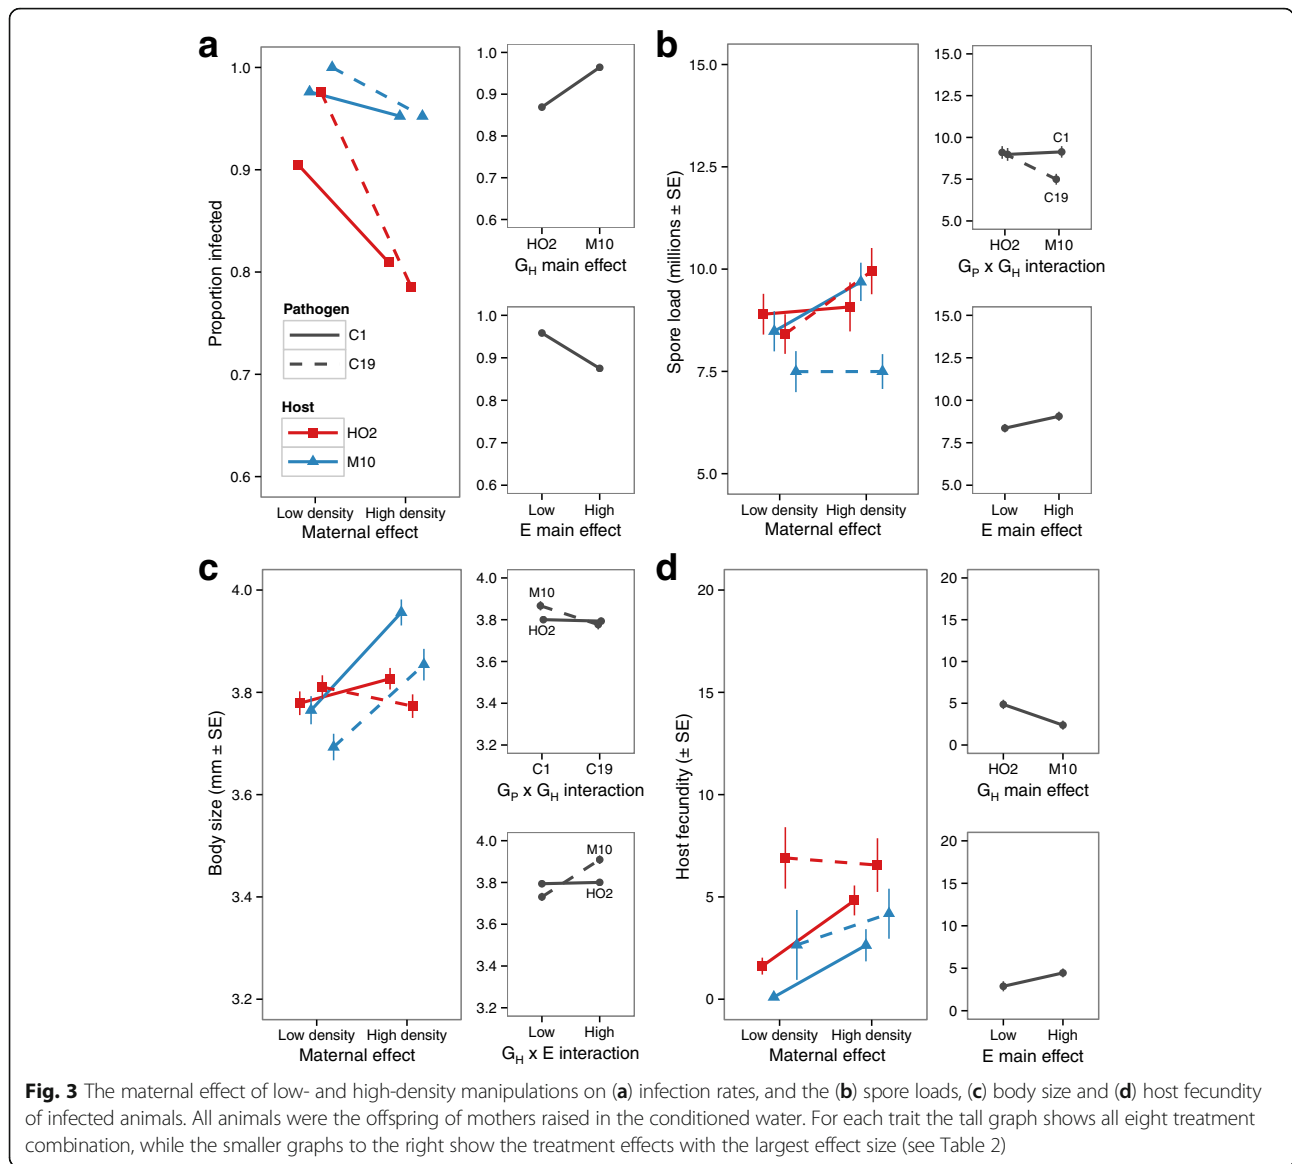 a
Proportion infected
1.0
0.9
0.8
0.7
0.6
Pathogen
C1
C19
Host
HO2
M10
Low density High density
Maternal effect
1.0
0.9
0.8
0.7
0.6
HO2 M10
G_H main effect
1.0
0.9
0.8
0.7
0.6
Low High
E main effect
b
Spore load (millions ± SE)
15.0
12.5
10.0
7.5
5.0
Low density High density
Maternal effect
15.0
12.5
10.0
7.5
5.0
C1
C19
HO2 M10
G_P x G_H interaction
15.0
12.5
10.0
7.5
5.0
Low High
E main effect
c
Body size (mm ± SE)
4.0
3.8
3.6
3.4
3.2
Low density High density
Maternal effect
4.0
3.8
3.6
3.4
3.2
M10
HO2
C1 C19
G_P x G_H interaction
4.0
3.8
3.6
3.4
3.2
M10
HO2
Low High
G_H x E interaction
d
Host fecundity (± SE)
20
15
10
5
0
Low density High density
Maternal effect
20
15
10
5
0
HO2 M10
G_H main effect
20
15
10
5
0
Low High
E main effect
Fig. 3 The maternal effect of low- and high-density manipulations on (a) infection rates, and the (b) spore loads, (c) body size and (d) host fecundity
of infected animals. All animals were the offspring of mothers raised in the conditioned water. For each trait the tall graph shows all eight treatment
combination, while the smaller graphs to the right show the treatment effects with the largest effect size (see Table 2)